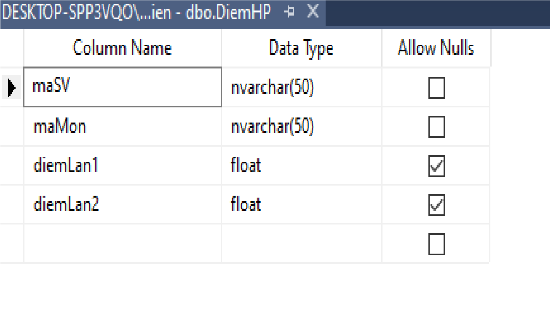 DESKTOP-SPP3VQO\...ien - dbo.DiemHP
Column Name Data Type Allow Nulls
maSV nvarchar(50)
maMon nvarchar(50)
diemLan1 float
diemLan2 float